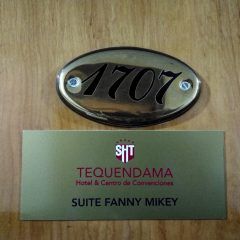 1707
SHT
TEQUENDAMA
Hotel & Centro de Convenciones
SUITE FANNY MIKEY